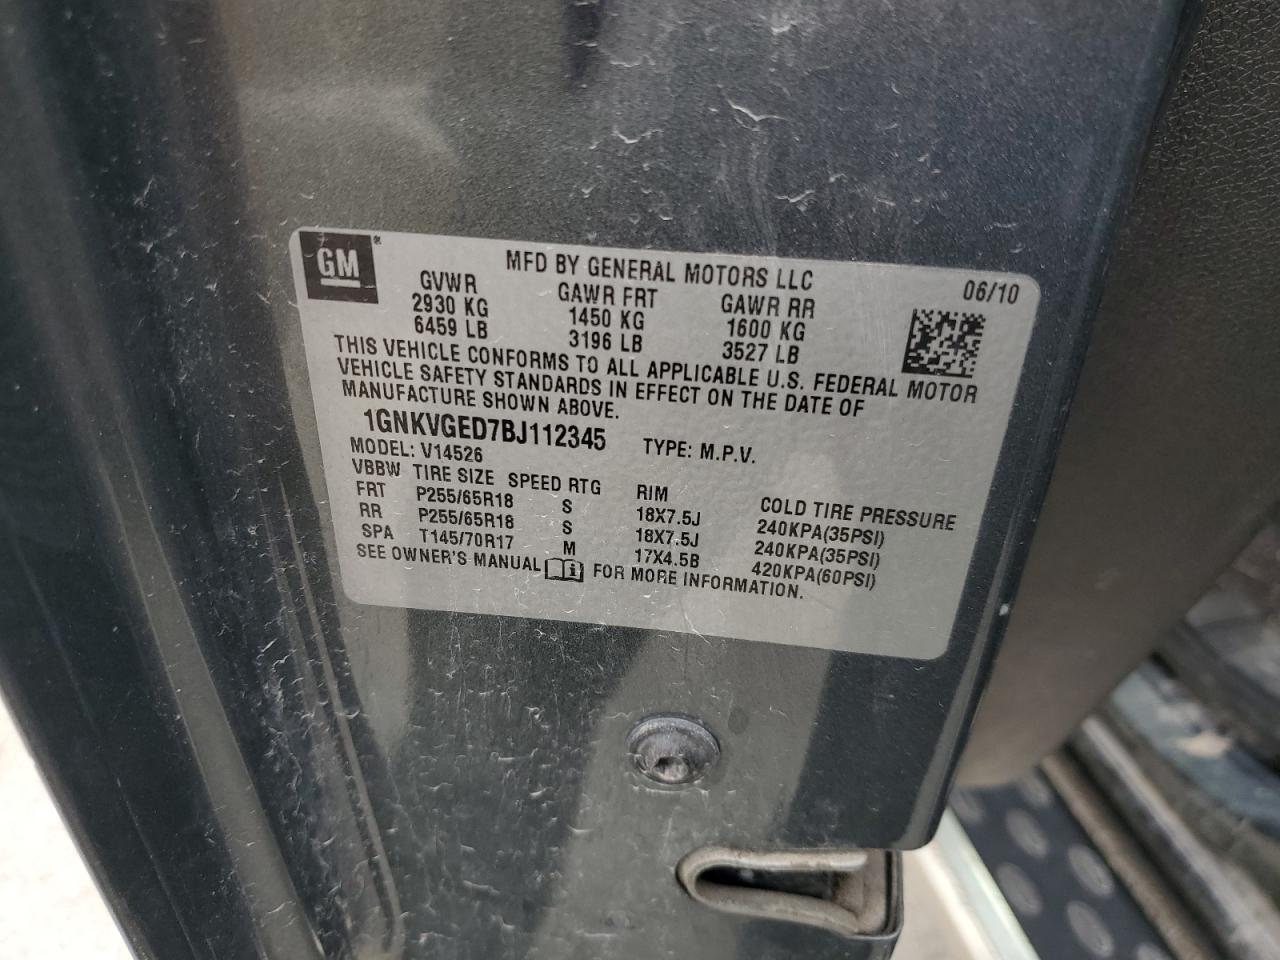 GM
MFD BY GENERAL MOTORS LLC 06/10
GVWR GAWR FRT GAWR RR
2930 KG 1450 KG 1600 KG
6459 LB 3196 LB 3527 LB
THIS VEHICLE CONFORMS TO ALL APPLICABLE U.S. FEDERAL MOTOR
VEHICLE SAFETY STANDARDS IN EFFECT ON THE DATE OF
MANUFACTURE SHOWN ABOVE.
1GNKVGED7BJ112345 TYPE: M.P.V.
MODEL: V14526
VBBW TIRE SIZE SPEED RTG RIM COLD TIRE PRESSURE
FRT P255/65R18 S 18X7.5J 240KPA(35PSI)
RR P255/65R18 S 18X7.5J 240KPA(35PSI)
SPA T145/70R17 M 17X4.5B 420KPA(60PSI)
SEE OWNER'S MANUAL FOR MORE INFORMATION.